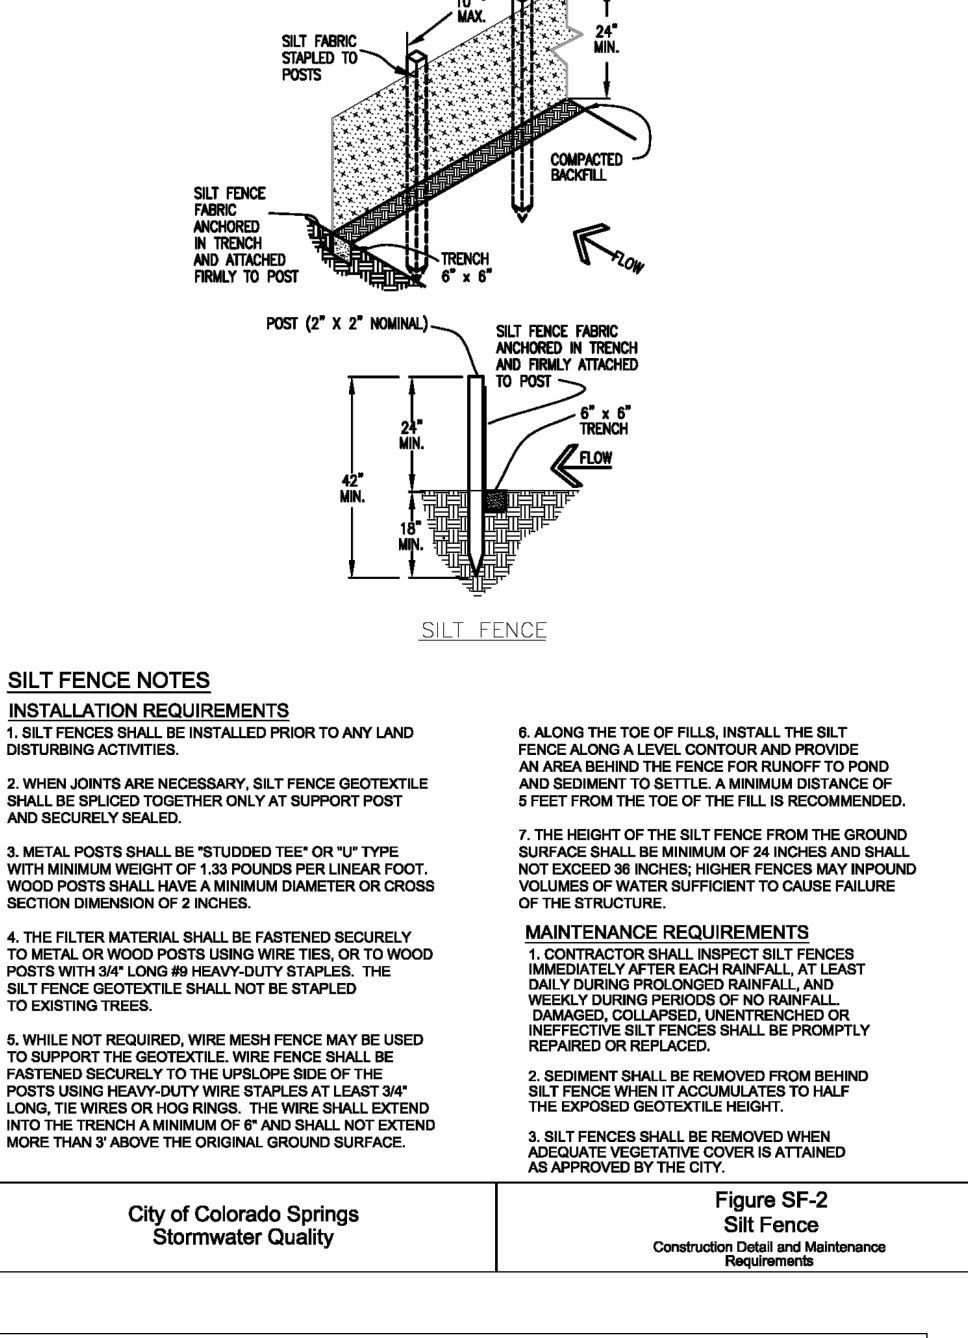 10'
MAX.
SILT FABRIC
STAPLED TO
POSTS
24"
MIN.
COMPACTED
BACKFILL
SILT FENCE
FABRIC
ANCHORED
IN TRENCH
AND ATTACHED
FIRMLY TO POST
TRENCH
6" x 6"
FLOW
POST (2" X 2" NOMINAL)
SILT FENCE FABRIC
ANCHORED IN TRENCH
AND FIRMLY ATTACHED
TO POST
6" x 6"
TRENCH
24"
MIN.
FLOW
42"
MIN.
18"
MIN.
SILT FENCE
SILT FENCE NOTES
INSTALLATION REQUIREMENTS
1. SILT FENCES SHALL BE INSTALLED PRIOR TO ANY LAND
DISTURBING ACTIVITIES.
2. WHEN JOINTS ARE NECESSARY, SILT FENCE GEOTEXTILE
SHALL BE SPLICED TOGETHER ONLY AT SUPPORT POST
AND SECURELY SEALED.
3. METAL POSTS SHALL BE "STUDDED TEE" OR "U" TYPE
WITH MINIMUM WEIGHT OF 1.33 POUNDS PER LINEAR FOOT.
WOOD POSTS SHALL HAVE A MINIMUM DIAMETER OR CROSS
SECTION DIMENSION OF 2 INCHES.
4. THE FILTER MATERIAL SHALL BE FASTENED SECURELY
TO METAL OR WOOD POSTS USING WIRE TIES, OR TO WOOD
POSTS WITH 3/4" LONG #9 HEAVY-DUTY STAPLES. THE
SILT FENCE GEOTEXTILE SHALL NOT BE STAPLED
TO EXISTING TREES.
5. WHILE NOT REQUIRED, WIRE MESH FENCE MAY BE USED
TO SUPPORT THE GEOTEXTILE. WIRE FENCE SHALL BE
FASTENED SECURELY TO THE UPSLOPE SIDE OF THE
POSTS USING HEAVY-DUTY WIRE STAPLES AT LEAST 3/4"
LONG, TIE WIRES OR HOG RINGS. THE WIRE SHALL EXTEND
INTO THE TRENCH A MINIMUM OF 6" AND SHALL NOT EXTEND
MORE THAN 3' ABOVE THE ORIGINAL GROUND SURFACE.
6. ALONG THE TOE OF FILLS, INSTALL THE SILT
FENCE ALONG A LEVEL CONTOUR AND PROVIDE
AN AREA BEHIND THE FENCE FOR RUNOFF TO POND
AND SEDIMENT TO SETTLE. A MINIMUM DISTANCE OF
5 FEET FROM THE TOE OF THE FILL IS RECOMMENDED.
7. THE HEIGHT OF THE SILT FENCE FROM THE GROUND
SURFACE SHALL BE MINIMUM OF 24 INCHES AND SHALL
NOT EXCEED 36 INCHES; HIGHER FENCES MAY INPOUND
VOLUMES OF WATER SUFFICIENT TO CAUSE FAILURE
OF THE STRUCTURE.
MAINTENANCE REQUIREMENTS
1. CONTRACTOR SHALL INSPECT SILT FENCES
IMMEDIATELY AFTER EACH RAINFALL, AT LEAST
DAILY DURING PROLONGED RAINFALL, AND
WEEKLY DURING PERIODS OF NO RAINFALL.
DAMAGED, COLLAPSED, UNENTRENCHED OR
INEFFECTIVE SILT FENCES SHALL BE PROMPTLY
REPAIRED OR REPLACED.
2. SEDIMENT SHALL BE REMOVED FROM BEHIND
SILT FENCE WHEN IT ACCUMULATES TO HALF
THE EXPOSED GEOTEXTILE HEIGHT.
3. SILT FENCES SHALL BE REMOVED WHEN
ADEQUATE VEGETATIVE COVER IS ATTAINED
AS APPROVED BY THE CITY.
City of Colorado Springs
Stormwater Quality
Figure SF-2
Silt Fence
Construction Detail and Maintenance
Requirements